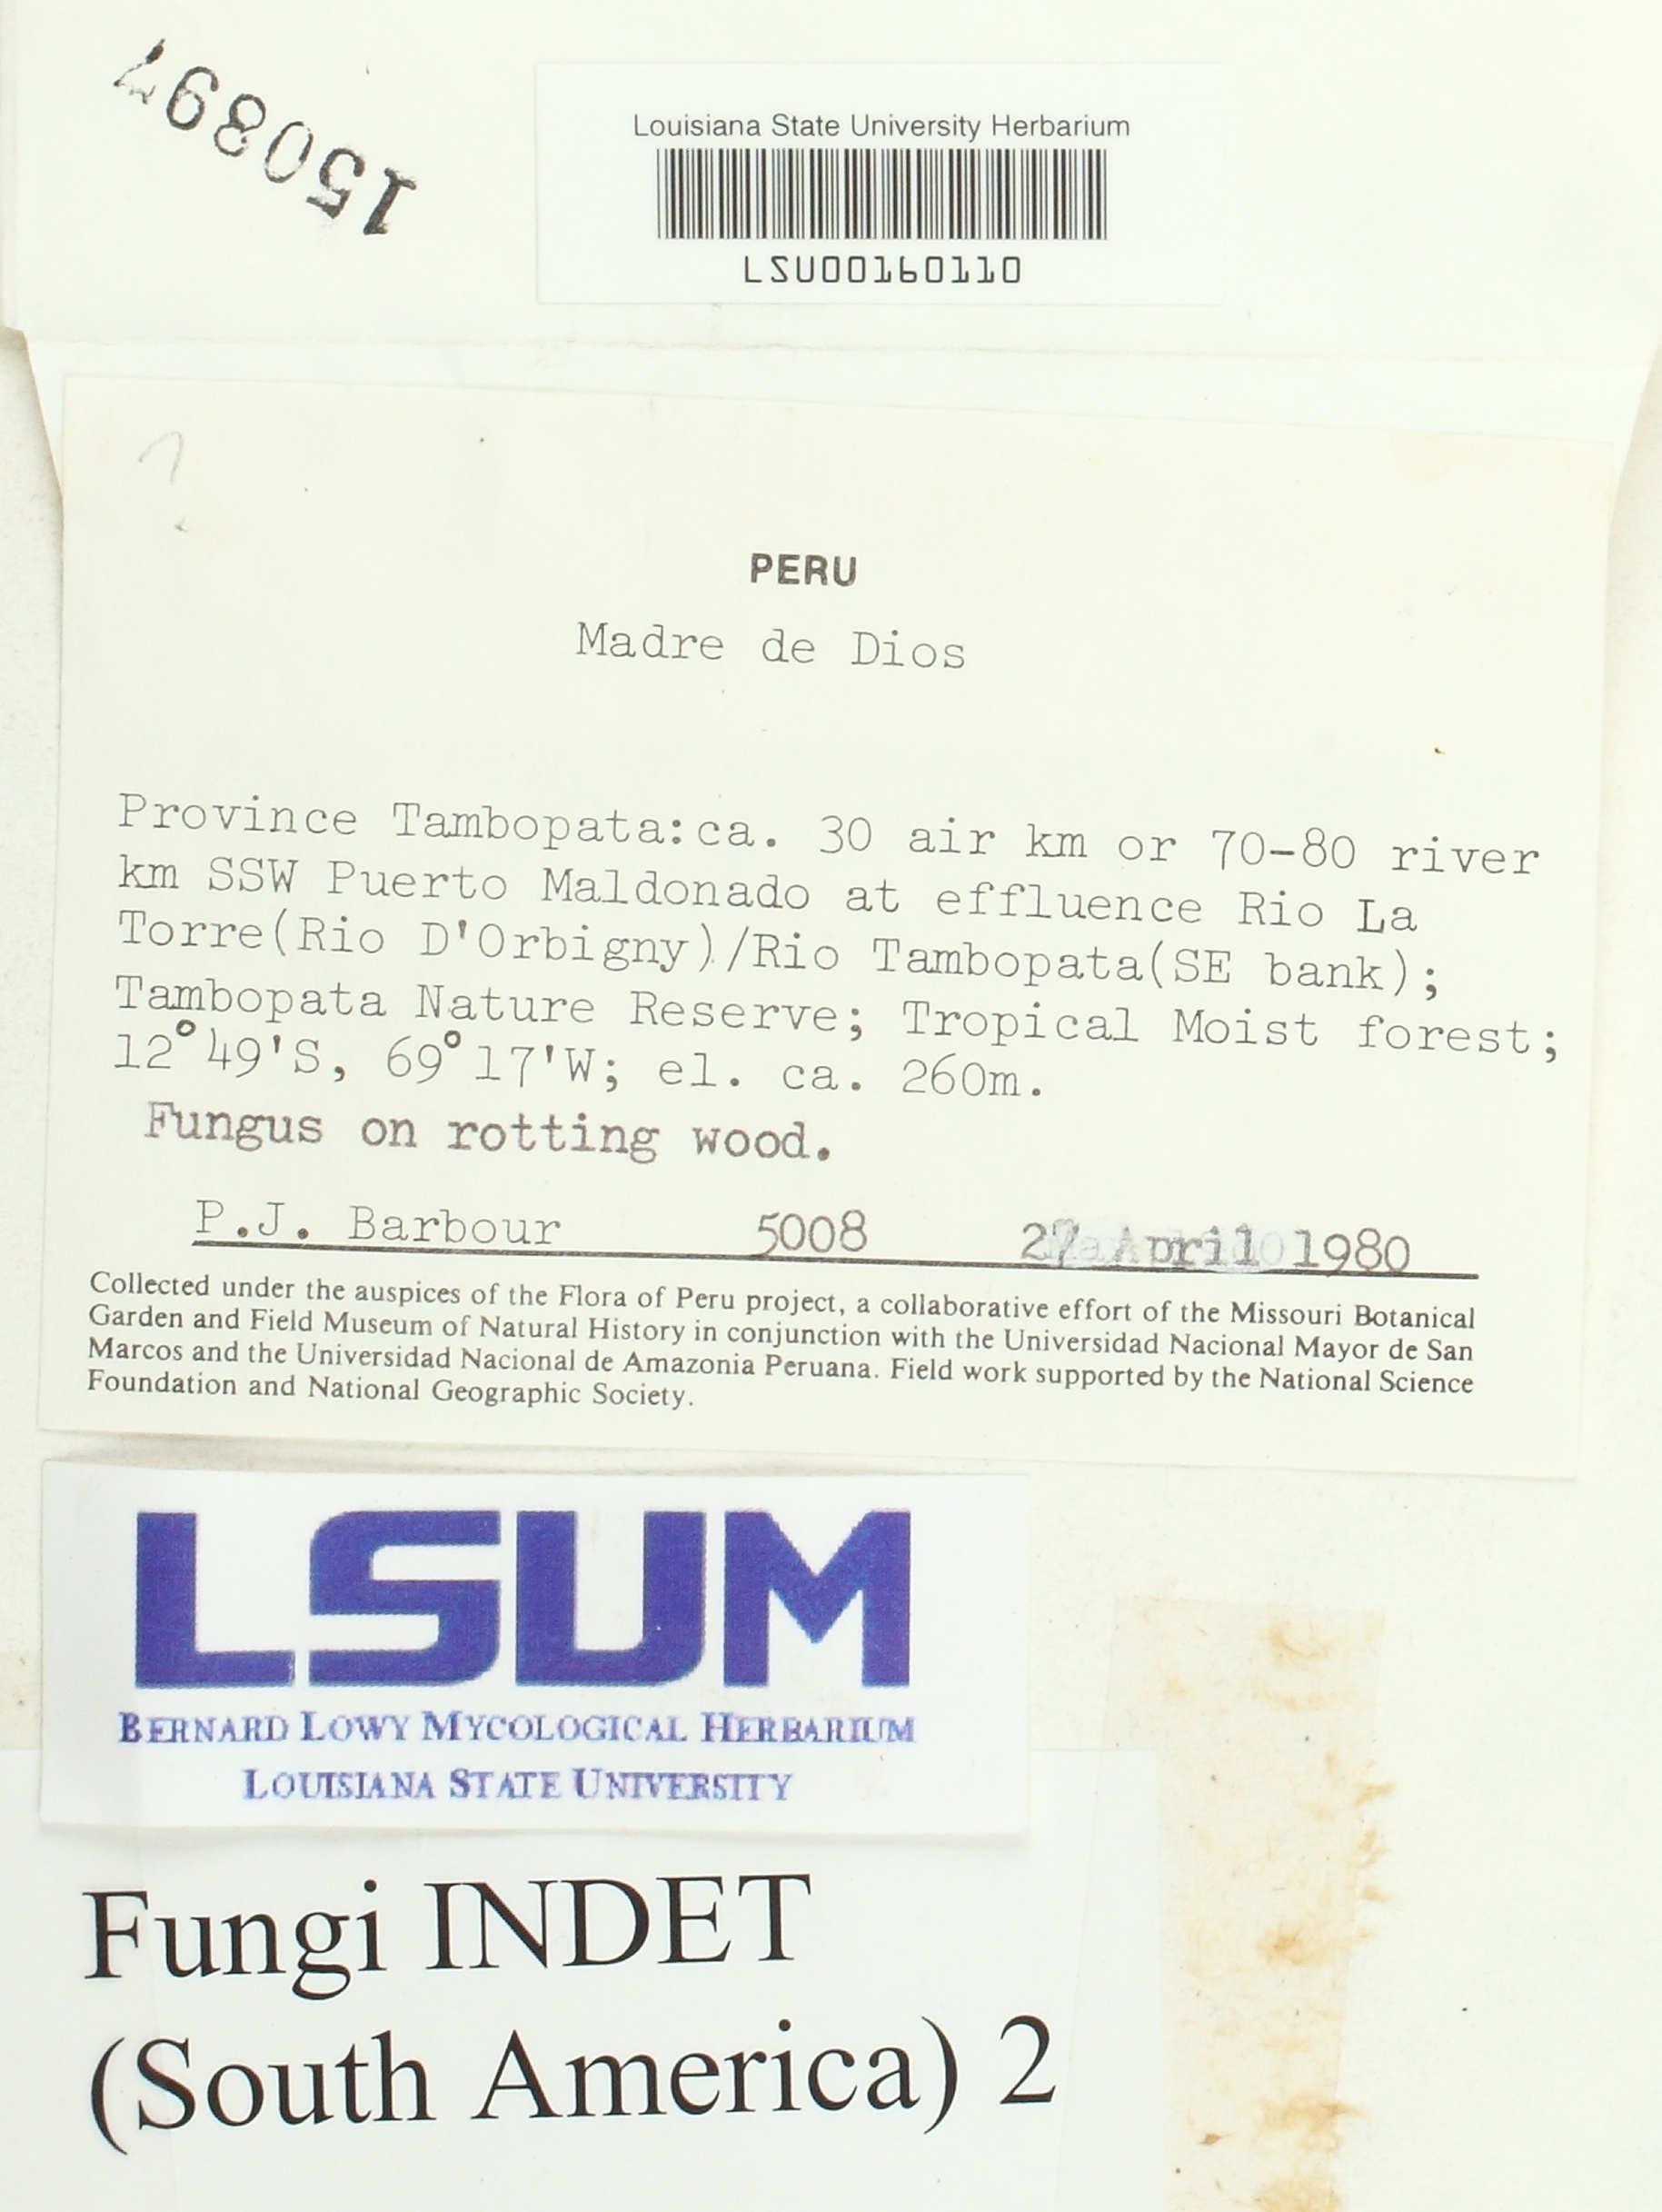 150897
Louisiana State University Herbarium
LSU00160110
?
PERU
Madre de Dios
Province Tambopata:ca. 30 air km or 70-80 river
km SSW Puerto Maldonado at effluence Rio La
Torre(Rio D'Orbigny)/Rio Tambopata(SE bank);
Tambopata Nature Reserve; Tropical Moist forest;
12°49'S, 69°17'W; el. ca. 260m.
Fungus on rotting wood.
P.J. Barbour 5008 27 April 1980
Collected under the auspices of the Flora of Peru project, a collaborative effort of the Missouri Botanical
Garden and Field Museum of Natural History in conjunction with the Universidad Nacional Mayor de San
Marcos and the Universidad Nacional de Amazonia Peruana. Field work supported by the National Science
Foundation and National Geographic Society.
LSUM
BERNARD LOWY MYCOLOGICAL HERBARIUM
LOUISIANA STATE UNIVERSITY
Fungi INDET
(South America) 2